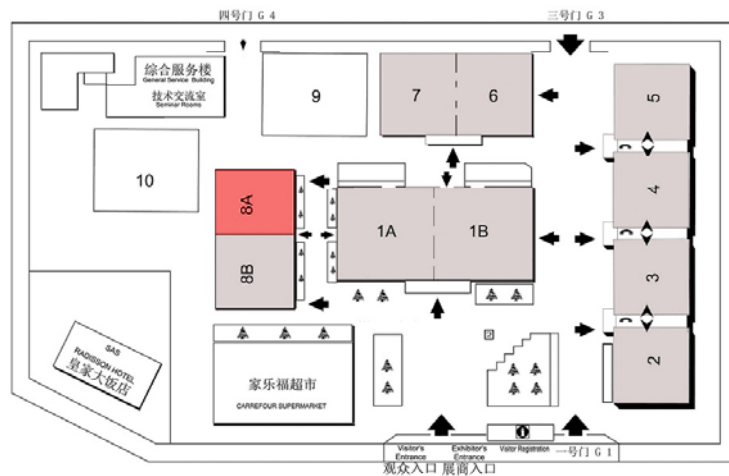 四号门 G 4
三号门 G 3
综合服务楼
General Service Building
技术交流室
Seminar Rooms
9
7
6
5
10
4
8A
1A
1B
8B
3
2
SAS
RADISSON HOTEL
皇家大饭店
家乐福超市
CARREFOUR SUPERMARKET
Visitor's
Entrance
Exhibitor's
Entrance
Visitor Registration
一号门 G 1
观众入口
展商入口